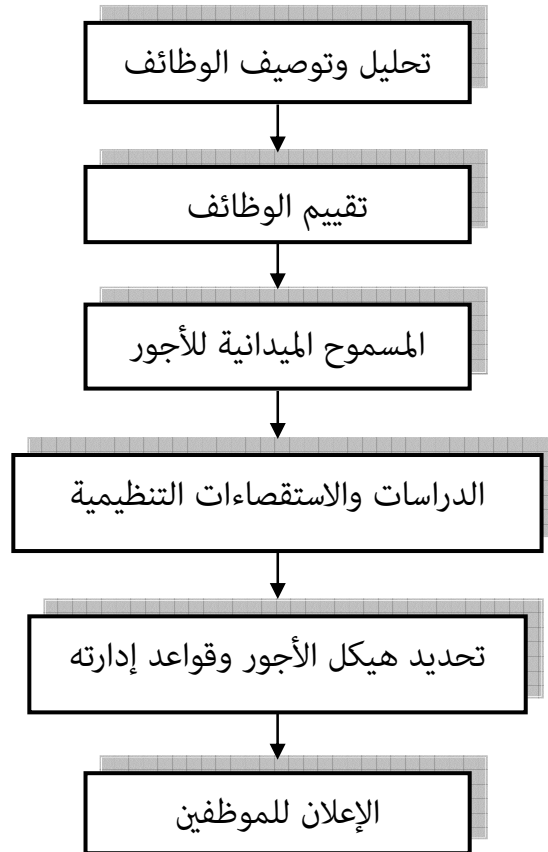 تحليل وتوصيف الوظائف
تقييم الوظائف
المسموح الميدانية للأجور
الدراسات والاستقصاءات التنظيمية
تحديد هيكل الأجور وقواعد إدارته
الإعلان للموظفين